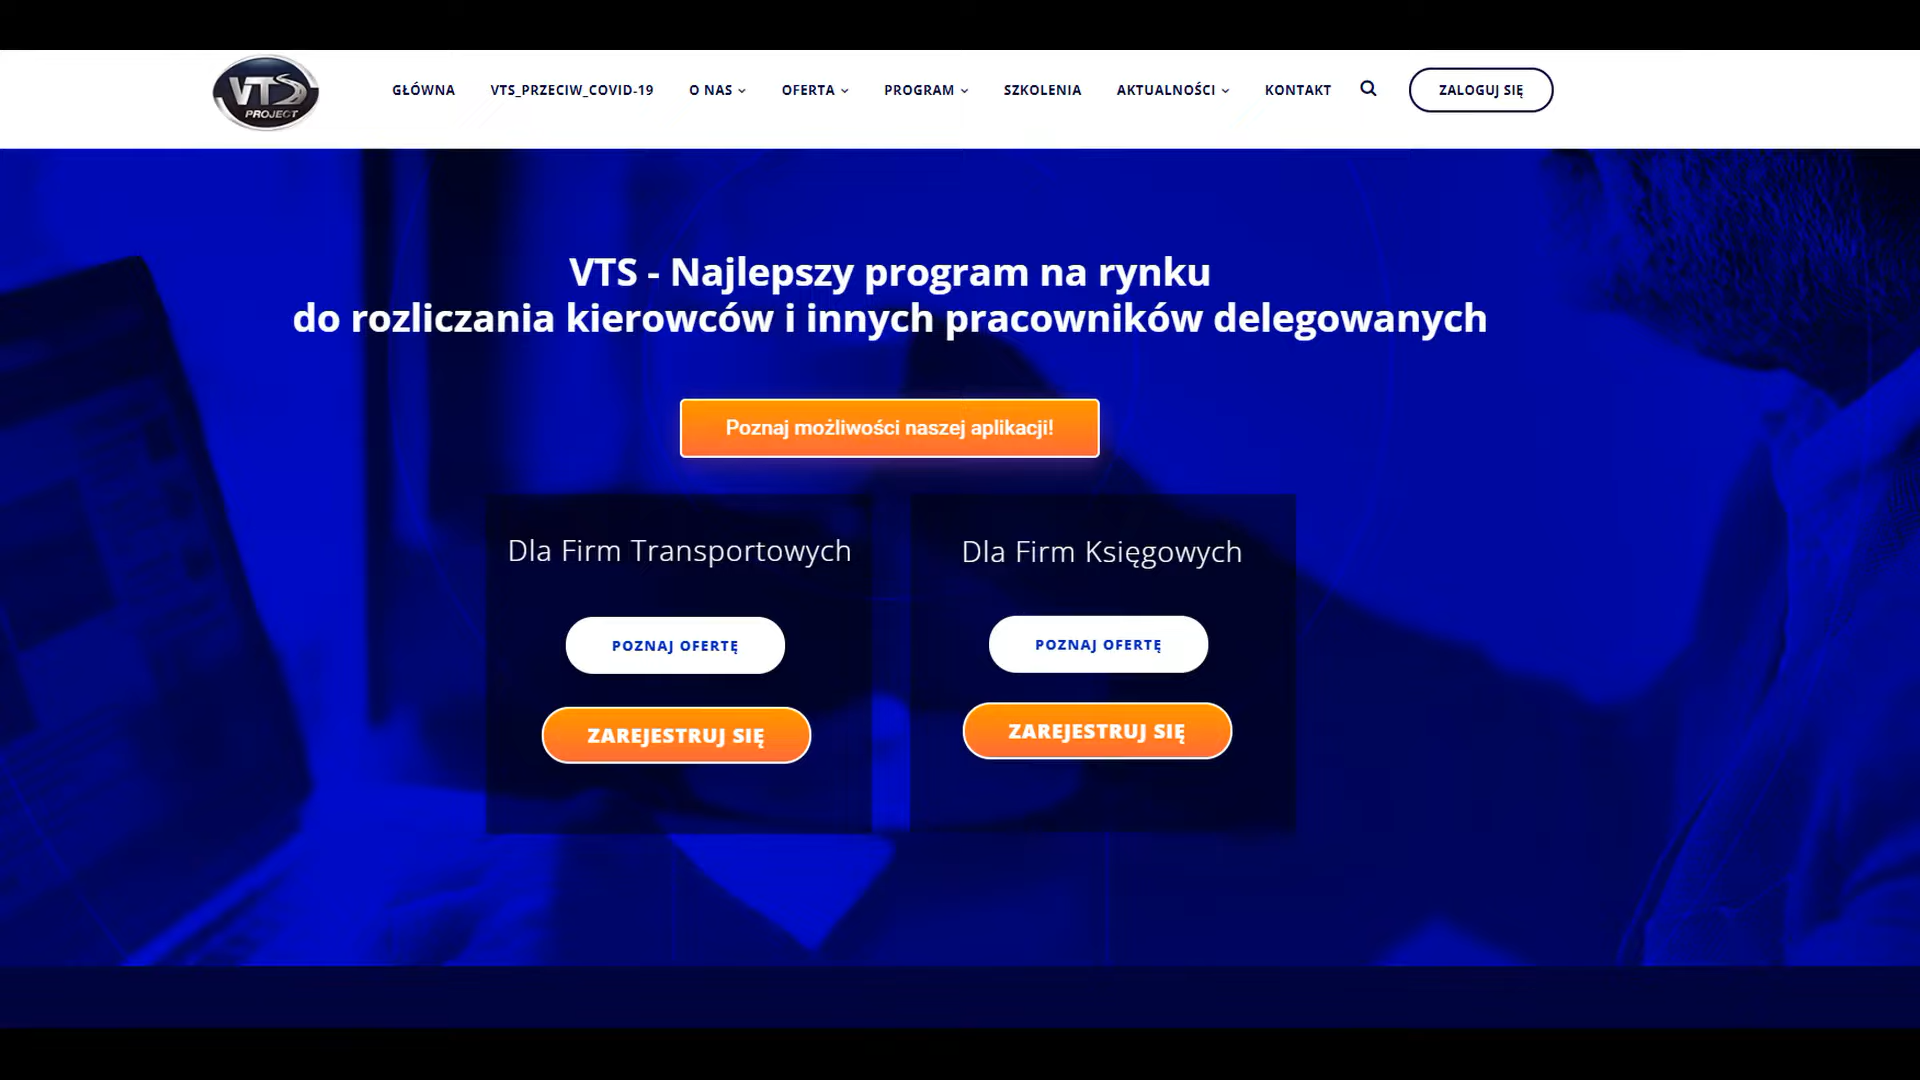 VTS
PROJECT
GŁÓWNA VTS_PRZECIW_COVID-19 O NAS OFERTA PROGRAM SZKOLENIA AKTUALNOŚCI KONTAKT ZALOGUJ SIĘ
VTS - Najlepszy program na rynku
do rozliczania kierowców i innych pracowników delegowanych
Poznaj możliwości naszej aplikacji!
Dla Firm Transportowych
POZNAJ OFERTĘ
ZAREJESTRUJ SIĘ
Dla Firm Księgowych
POZNAJ OFERTĘ
ZAREJESTRUJ SIĘ